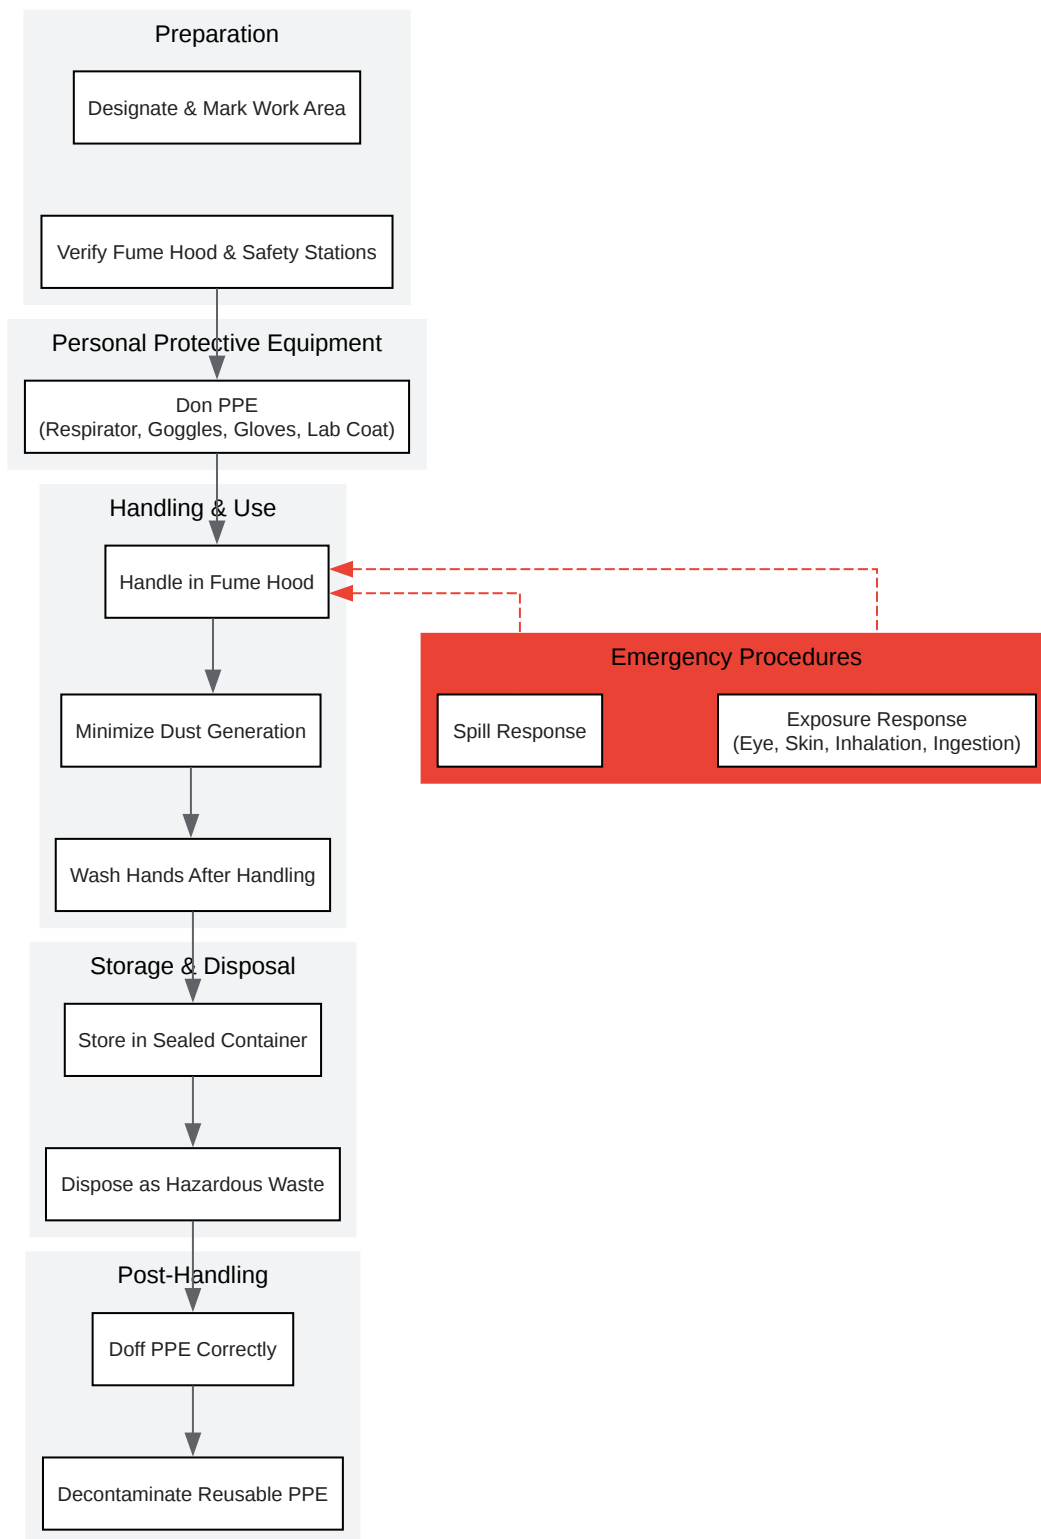 Preparation
Designate & Mark Work Area
Verify Fume Hood & Safety Stations
Personal Protective Equipment
Don PPE
(Respirator, Goggles, Gloves, Lab Coat)
Handling & Use
Handle in Fume Hood
Emergency Procedures
Minimize Dust Generation
Spill Response
Exposure Response
(Eye, Skin, Inhalation, Ingestion)
Wash Hands After Handling
Storage & Disposal
Store in Sealed Container
Dispose as Hazardous Waste
Post-Handling
Doff PPE Correctly
Decontaminate Reusable PPE